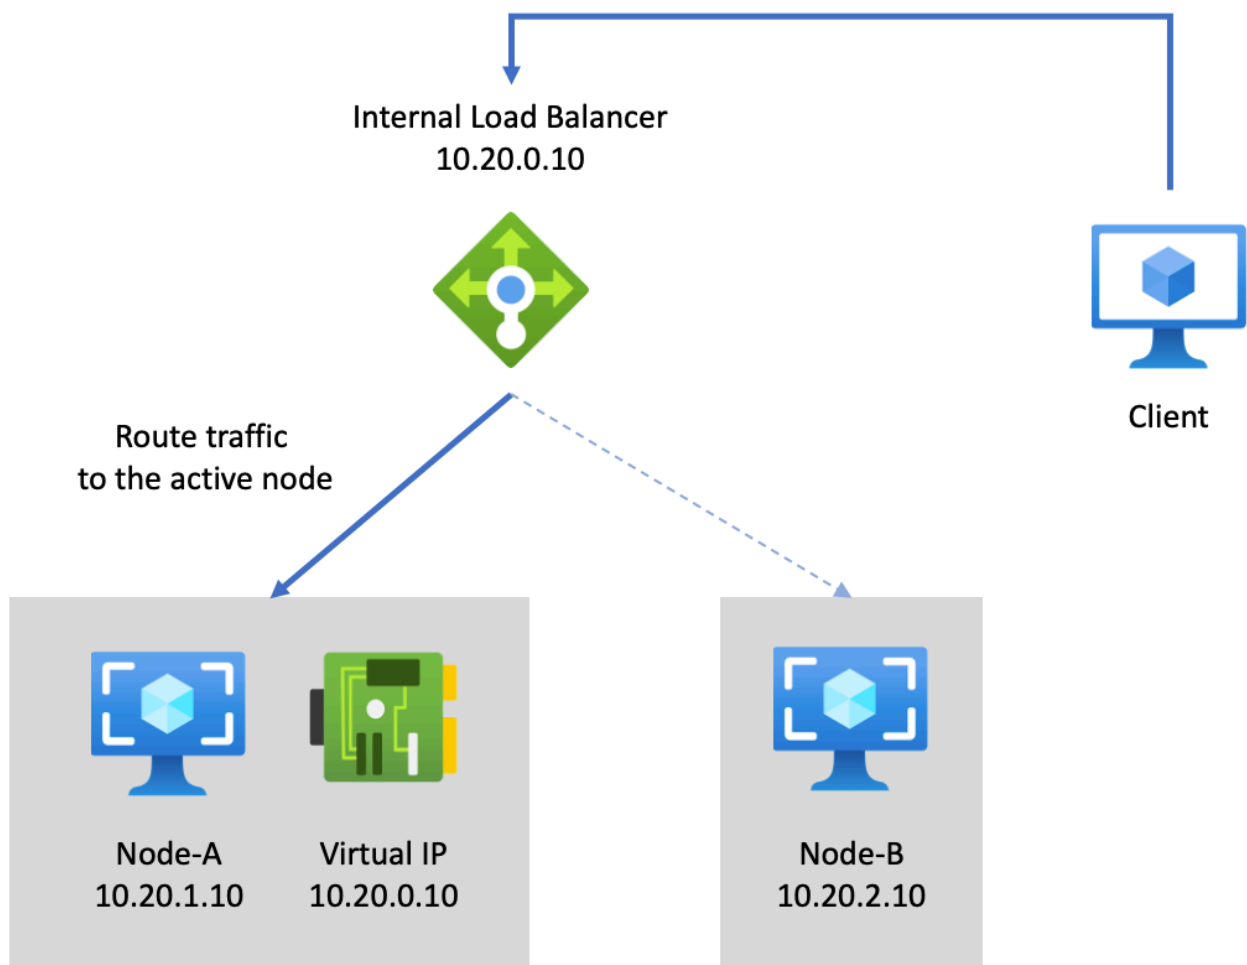 Internal Load Balancer
10.20.0.10
Client
Route traffic
to the active node
Node-A
10.20.1.10
Virtual IP
10.20.0.10
Node-B
10.20.2.10